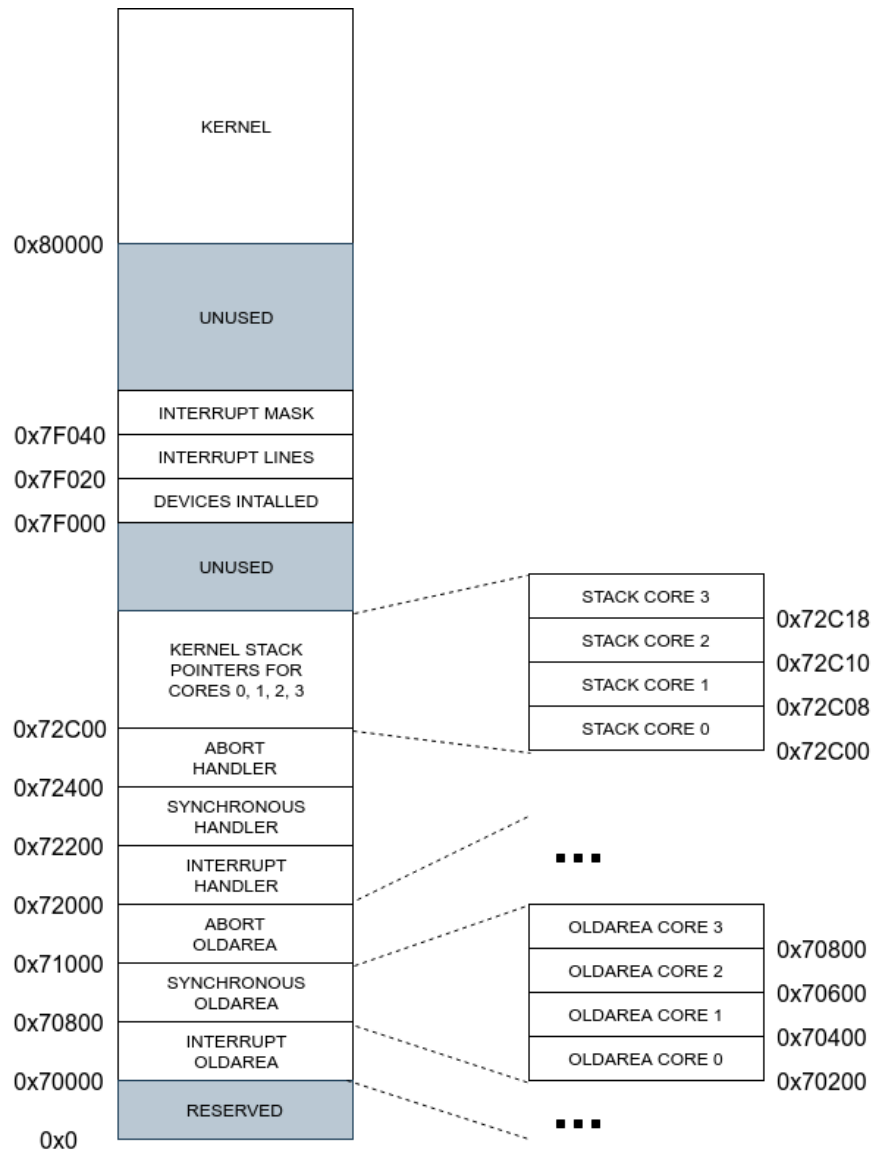 KERNEL
0x80000
UNUSED
INTERRUPT MASK
0x7F040
INTERRUPT LINES
0x7F020
DEVICES INTALLED
0x7F000
UNUSED
KERNEL STACK
POINTERS FOR
CORES 0, 1, 2, 3
0x72C00
ABORT
HANDLER
0x72400
SYNCHRONOUS
HANDLER
0x72200
INTERRUPT
HANDLER
0x72000
ABORT
OLDAREA
0x71000
SYNCHRONOUS
OLDAREA
0x70800
INTERRUPT
OLDAREA
0x70000
RESERVED
0x0
STACK CORE 3
0x72C18
STACK CORE 2
0x72C10
STACK CORE 1
0x72C08
STACK CORE 0
0x72C00
...
OLDAREA CORE 3
0x70800
OLDAREA CORE 2
0x70600
OLDAREA CORE 1
0x70400
OLDAREA CORE 0
0x70200
...